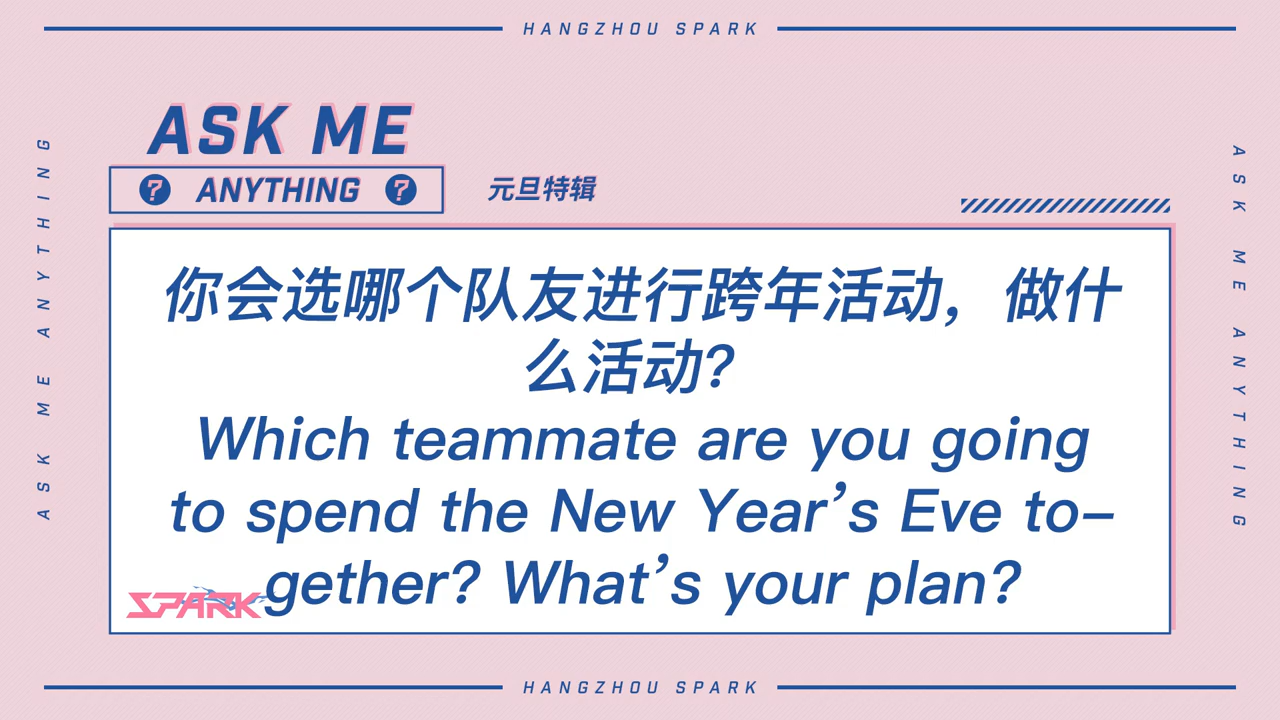 HANGZHOU SPARK
ASK ME
? ANYTHING ?
元旦特辑
ASK ME ANYTHING
ASK ME ANYTHING
你会选哪个队友进行跨年活动，做什
么活动？
Which teammate are you going
to spend the New Year's Eve to-
gether? What's your plan?
SPARK
HANGZHOU SPARK